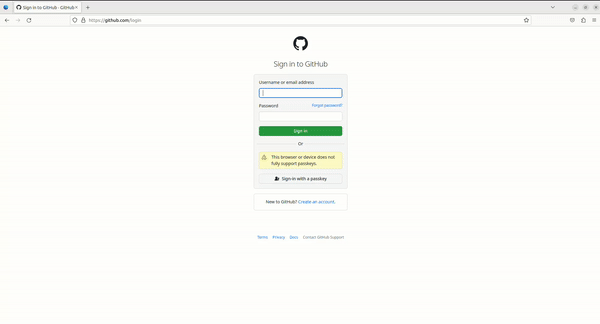 Sign in to GitHub · GitHub
https://github.com/login
Sign in to GitHub
Username or email address
Password
Forgot password?
Sign in
Or
This browser or device does not
fully support passkeys.
Sign in with a passkey
New to GitHub? Create an account.
Terms Privacy Docs Contact GitHub Support